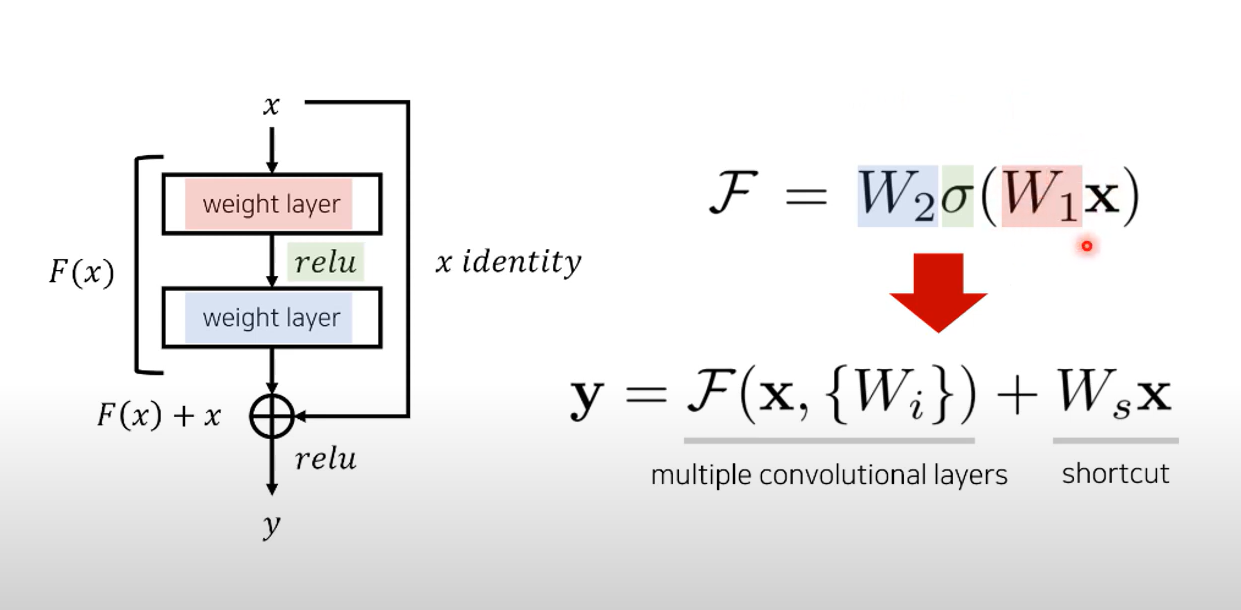 x
weight layer
relu
F(x)
x identity
weight layer
F(x) + x
relu
y
ℱ = W₂σ(W₁x)
y = ℱ(x, {Wᵢ}) + Wₛx
multiple convolutional layers
shortcut